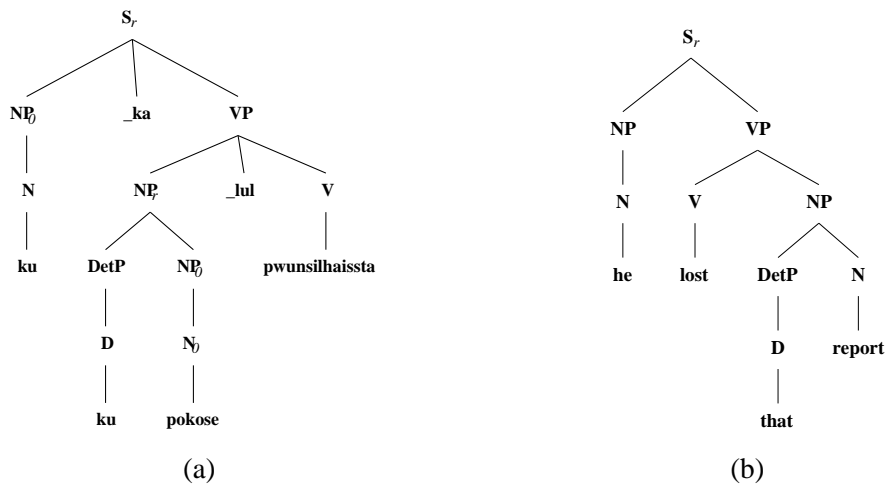 S_r S_r
NP_0 _ka VP NP VP
N NP_r _lul V N V NP
ku DetP NP_0 pwunsilhaissta he lost DetP N
D N_0 D report
ku pokose that
(a) (b)